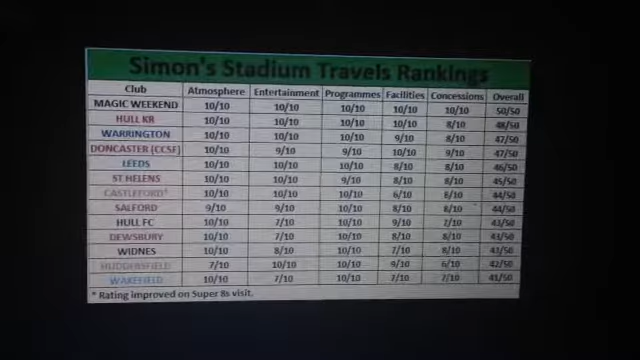 Simon's Stadium Travels Rankings
Club Atmosphere Entertainment Programmes Facilities Concessions Overall
MAGIC WEEKEND 10/10 10/10 10/10 10/10 10/10 50/50
HULL KR 10/10 10/10 10/10 10/10 8/10 48/50
WARRINGTON 10/10 10/10 10/10 9/10 8/10 47/50
DONCASTER (CCSF) 10/10 9/10 9/10 10/10 9/10 47/50
LEEDS 10/10 10/10 10/10 8/10 8/10 46/50
ST HELENS 10/10 10/10 9/10 8/10 8/10 45/50
CASTLEFORD* 10/10 10/10 10/10 6/10 8/10 44/50
SALFORD 9/10 9/10 10/10 8/10 8/10 44/50
HULL FC 10/10 7/10 10/10 9/10 7/10 43/50
DEWSBURY 10/10 7/10 10/10 8/10 8/10 43/50
WIDNES 10/10 8/10 10/10 7/10 8/10 43/50
HUDDERSFIELD 7/10 10/10 10/10 9/10 6/10 42/50
WAKEFIELD 10/10 7/10 10/10 7/10 7/10 41/50
* Rating improved on Super 8s visit.